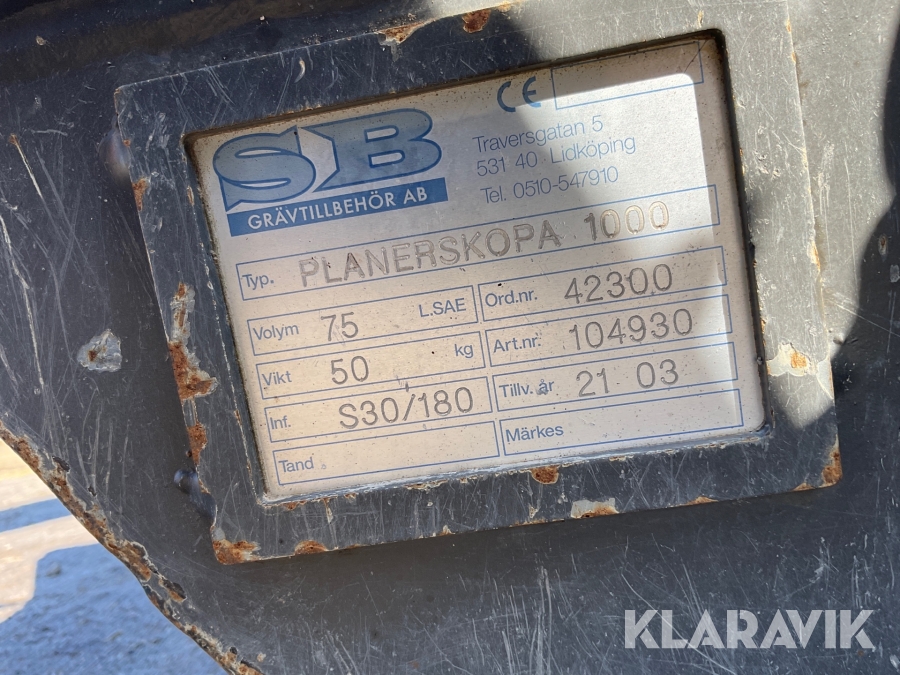 SB
GRÄVTILLBEHÖR AB
CE
Traversgatan 5
531 40 Lidköping
Tel. 0510-547910
Typ. PLANERSKOPA 1000
Volym 75 L.SAE
Ord.nr. 42300
Vikt 50 kg
Art.nr. 104930
Inf. S30/180
Tillv. år 21 03
Tand
Märkes
KLARAVIK